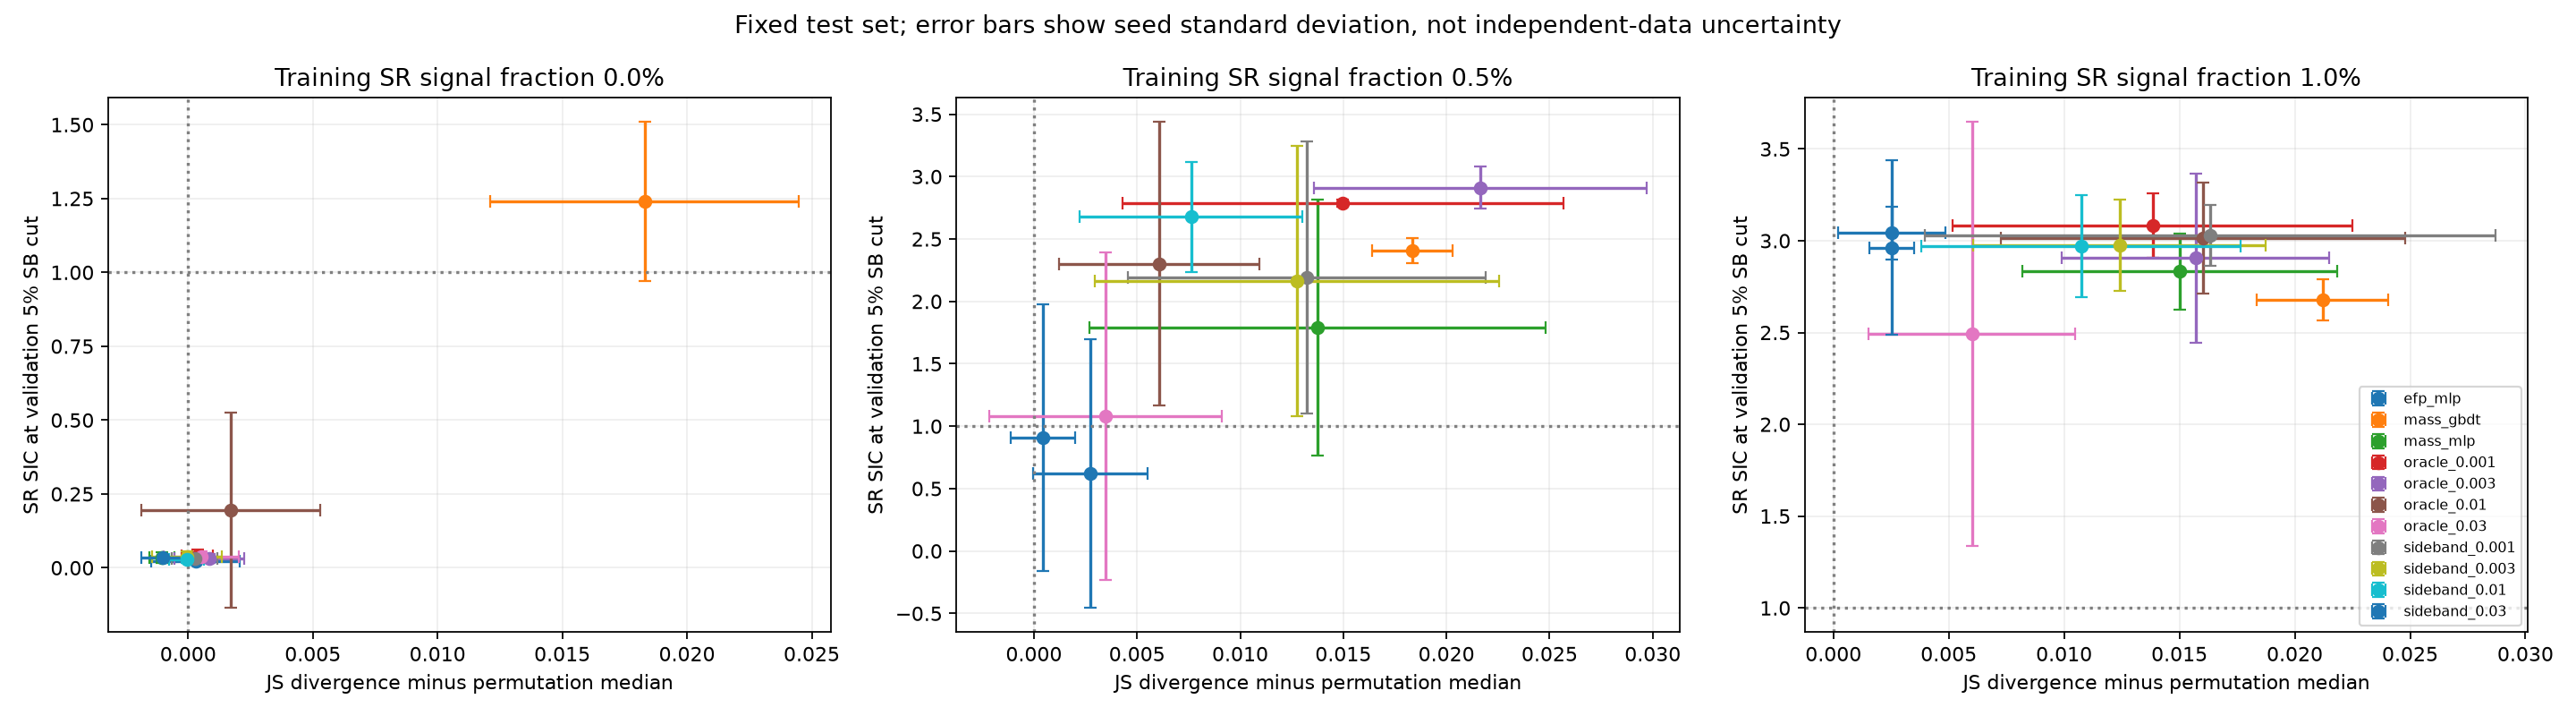 Fixed test set; error bars show seed standard deviation, not independent-data uncertainty
Training SR signal fraction 0.0%
SR SIC at validation 5% SB cut
1.50
1.25
1.00
0.75
0.50
0.25
0.00
0.000
0.005
0.010
0.015
0.020
0.025
JS divergence minus permutation median
Training SR signal fraction 0.5%
SR SIC at validation 5% SB cut
3.5
3.0
2.5
2.0
1.5
1.0
0.5
0.0
−0.5
0.000
0.005
0.010
0.015
0.020
0.025
0.030
JS divergence minus permutation median
Training SR signal fraction 1.0%
SR SIC at validation 5% SB cut
3.5
3.0
2.5
2.0
1.5
1.0
0.000
0.005
0.010
0.015
0.020
0.025
0.030
JS divergence minus permutation median
efp_mlp
mass_gbdt
mass_mlp
oracle_0.001
oracle_0.003
oracle_0.01
oracle_0.03
sideband_0.001
sideband_0.003
sideband_0.01
sideband_0.03